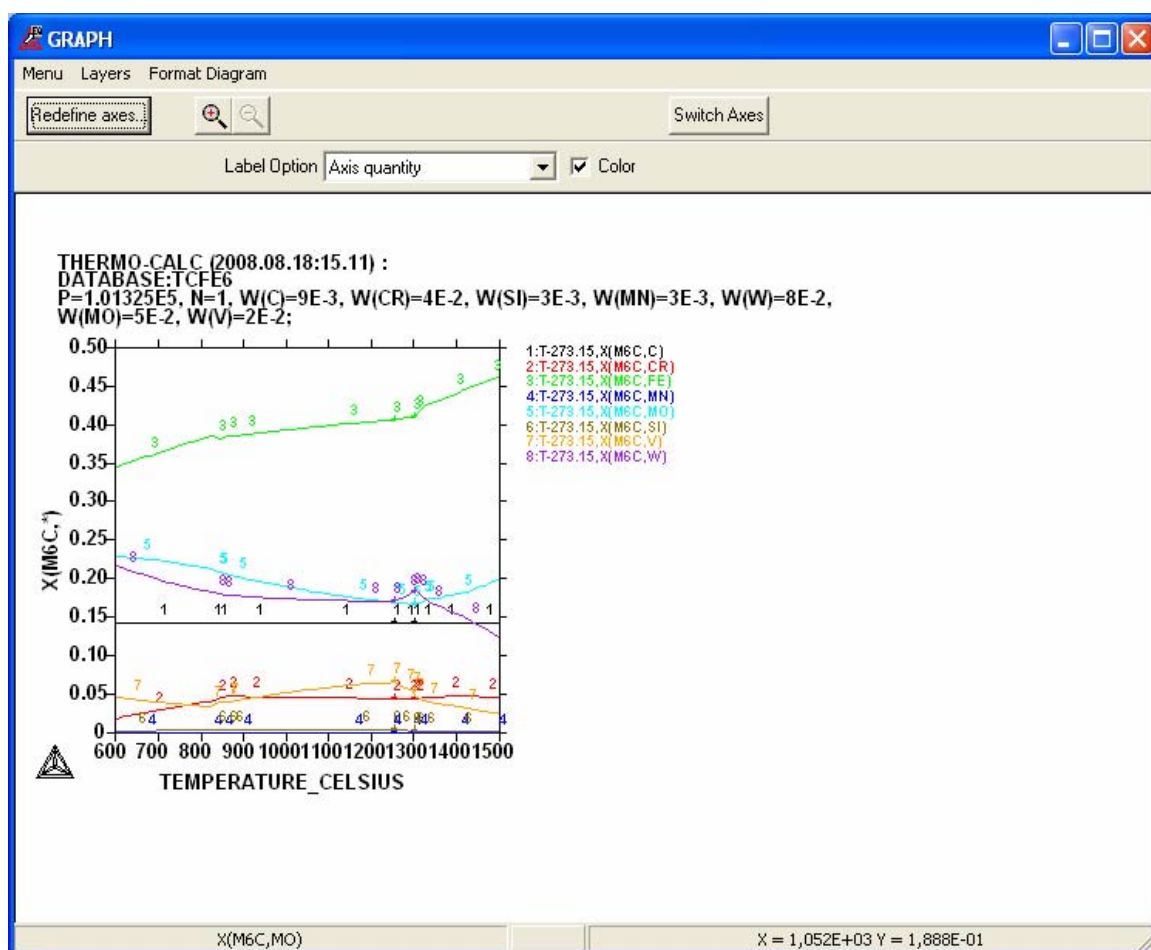 GRAPH
Menu Layers Format Diagram
Redefine axes... Switch Axes
Label Option Axis quantity Color
THERMO-CALC (2008.08.18:15.11) :
DATABASE:TCFE6
P=1.01325E5, N=1, W(C)=9E-3, W(CR)=4E-2, W(SI)=3E-3, W(MN)=3E-3, W(W)=8E-2,
W(MO)=5E-2, W(V)=2E-2;
1:T-273.15,X(M6C,C)
2:T-273.15,X(M6C,CR)
3:T-273.15,X(M6C,FE)
4:T-273.15,X(M6C,MN)
5:T-273.15,X(M6C,MO)
6:T-273.15,X(M6C,SI)
7:T-273.15,X(M6C,V)
8:T-273.15,X(M6C,W)
X(M6C,*)
0.50
0.45
0.40
0.35
0.30
0.25
0.20
0.15
0.10
0.05
0
600 700 800 900 1000 1100 1200 1300 1400 1500
TEMPERATURE_CELSIUS
X(M6C,MO) X = 1,052E+03 Y = 1,888E-01